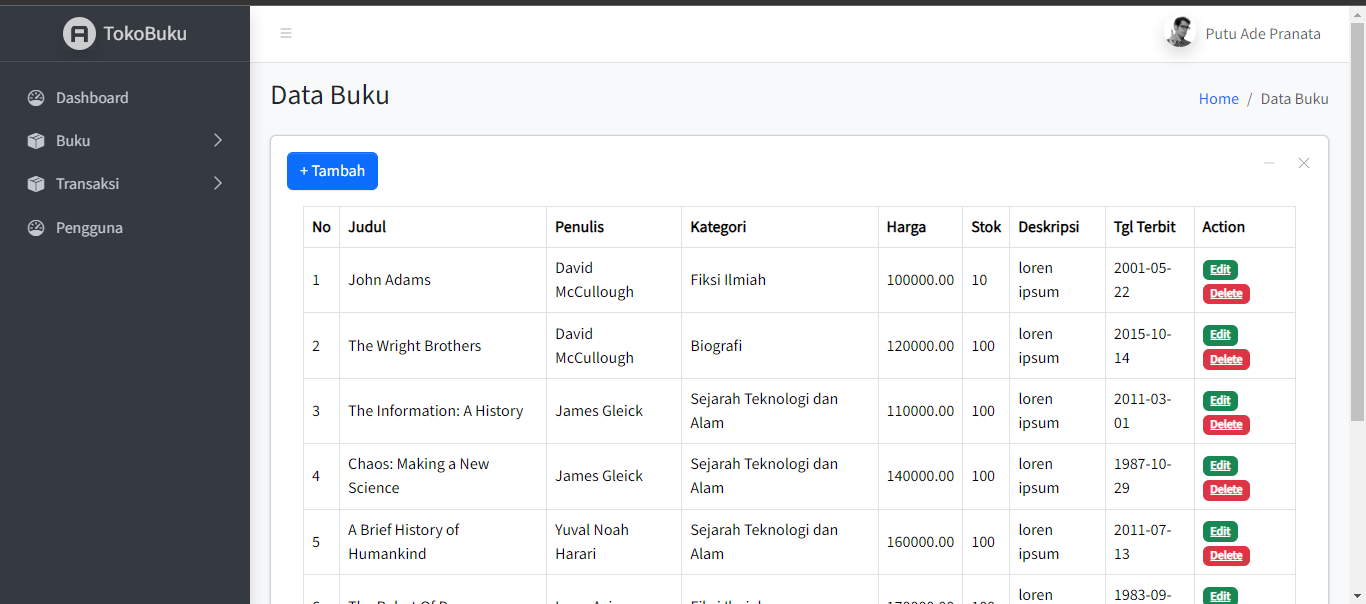 TokoBuku
Putu Ade Pranata
Dashboard
Buku
Transaksi
Pengguna
Data Buku
Home / Data Buku
+ Tambah
No Judul Penulis Kategori Harga Stok Deskripsi Tgl Terbit Action
1 John Adams David McCullough Fiksi Ilmiah 100000.00 10 loren ipsum 2001-05-22 Edit Delete
2 The Wright Brothers David McCullough Biografi 120000.00 100 loren ipsum 2015-10-14 Edit Delete
3 The Information: A History James Gleick Sejarah Teknologi dan Alam 110000.00 100 loren ipsum 2011-03-01 Edit Delete
4 Chaos: Making a New Science James Gleick Sejarah Teknologi dan Alam 140000.00 100 loren ipsum 1987-10-29 Edit Delete
5 A Brief History of Humankind Yuval Noah Harari Sejarah Teknologi dan Alam 160000.00 100 loren ipsum 2011-07-13 Edit Delete
loren 1983-09- Edit